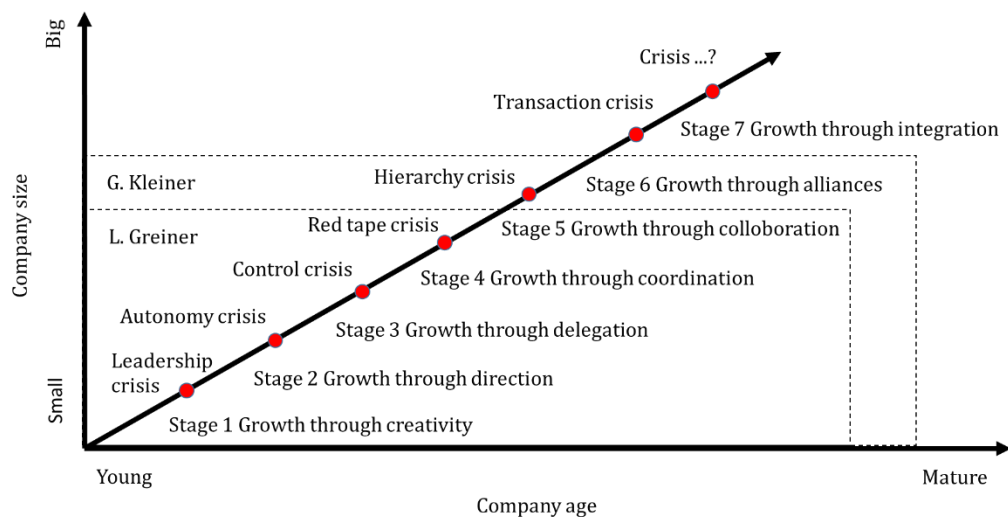 Big
Crisis ...?
Transaction crisis
Stage 7 Growth through integration
G. Kleiner
Hierarchy crisis
Stage 6 Growth through alliances
Company size
L. Greiner
Red tape crisis
Stage 5 Growth through colloboration
Control crisis
Stage 4 Growth through coordination
Autonomy crisis
Stage 3 Growth through delegation
Leadership
crisis
Stage 2 Growth through direction
Small
Stage 1 Growth through creativity
Young
Mature
Company age